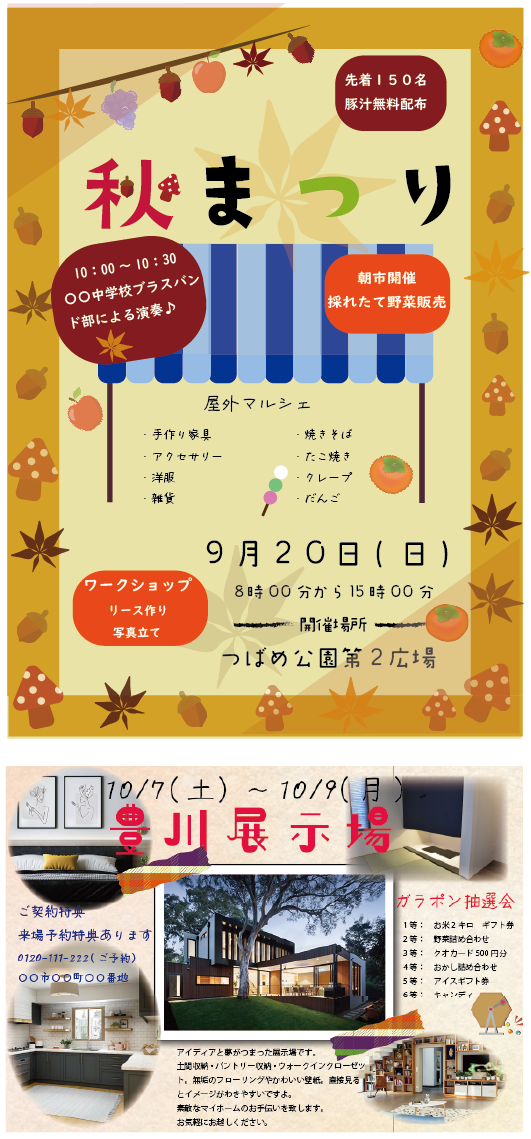 先着150名
豚汁無料配布
秋まつり
10:00~10:30
〇〇中学校ブラスバン
ド部による演奏♪
朝市開催
採れたて野菜販売
屋外マルシェ
・手作り家具
・アクセサリー
・洋服
・雑貨
・焼きそば
・たこ焼き
・クレープ
・だんご
9月20日(日)
8時00分から15時00分
開催場所
つばめ公園第2広場
ワークショップ
リース作り
写真立て
10/7(土) ~ 10/9(月)
豊川展示場
ご契約特典
来場予約特典あります
0120-111-222(ご予約)
〇〇市〇〇町〇〇番地
ガラポン抽選会
1等: お米2キロ ギフト券
2等: 野菜詰め合わせ
3等: クオカード500円分
4等: おかし詰め合わせ
5等: アイスギフト券
6等: キャンディ
アイディアと夢がつまった展示場です。
土間収納・パントリー収納・ウォークインクローゼッ
ト。無垢のフローリングやかわいい壁紙。直接見る
とイメージがわきやすいですよ。
素敵なマイホームのお手伝いを致します。
お気軽にお越しください。